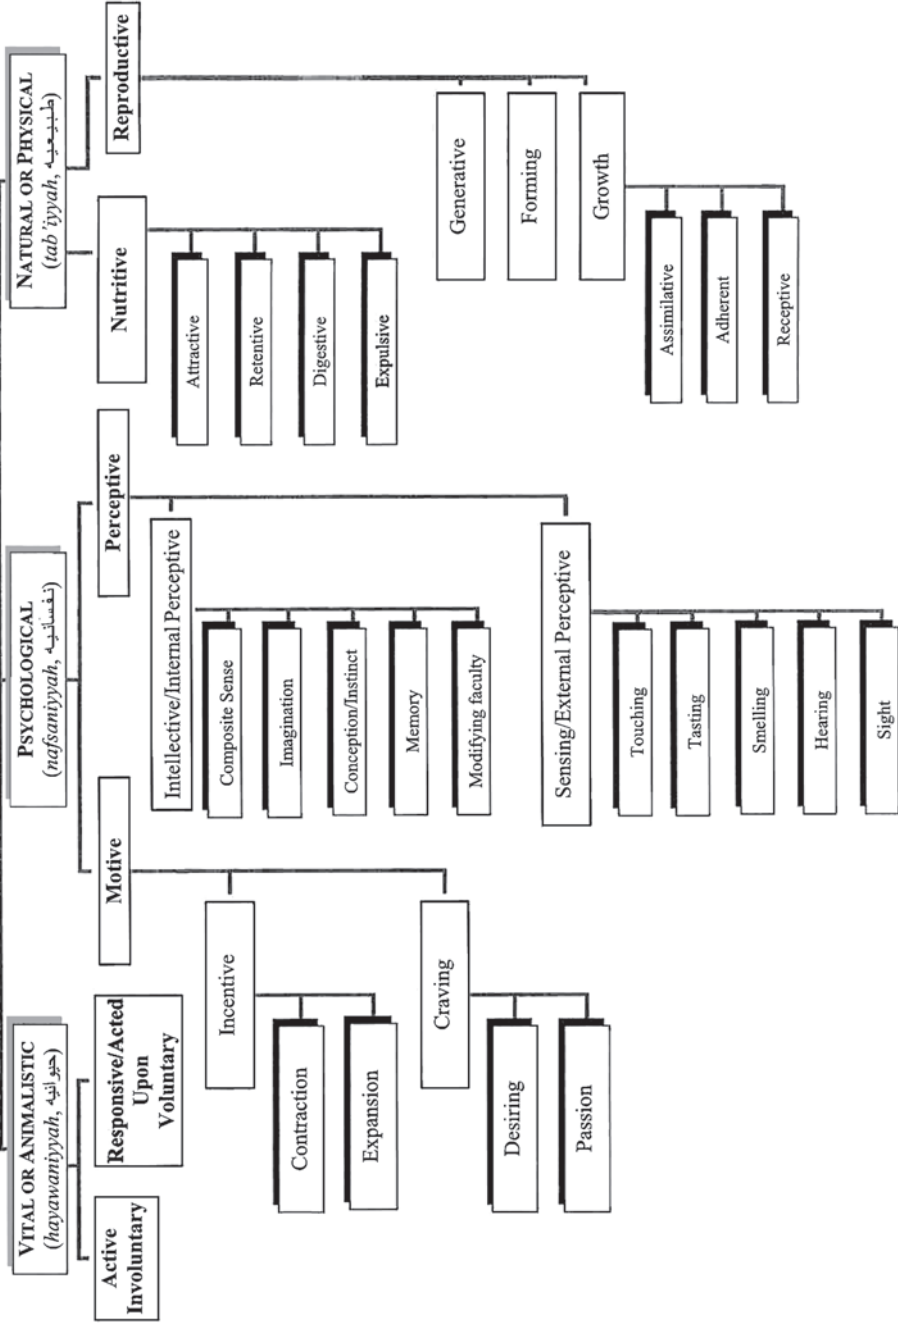 VITAL OR ANIMALISTIC
(hayawaniyyah, حيوانيه)
Active
Involuntary
Responsive/Acted
Upon
Voluntary
PSYCHOLOGICAL
(nafsaniyyah, نفسانيه)
Motive
Incentive
Contraction
Expansion
Craving
Desiring
Passion
Perceptive
Intellective/Internal Perceptive
Composite Sense
Imagination
Conception/Instinct
Memory
Modifying faculty
Sensing/External Perceptive
Touching
Tasting
Smelling
Hearing
Sight
NATURAL OR PHYSICAL
(tab'iyyah, طبيعيه)
Nutritive
Attractive
Retentive
Digestive
Expulsive
Reproductive
Generative
Forming
Growth
Assimilative
Adherent
Receptive